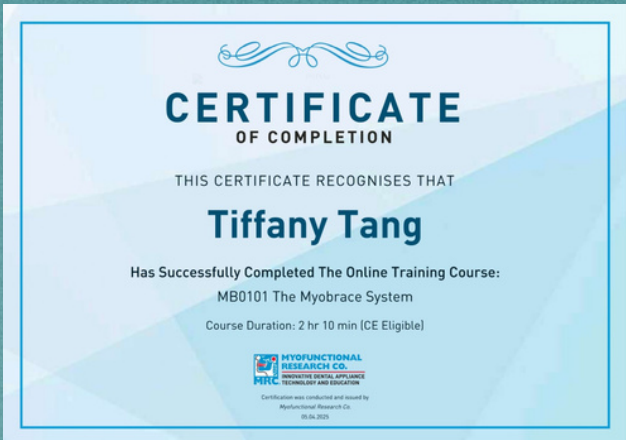 CERTIFICATE
OF COMPLETION
THIS CERTIFICATE RECOGNISES THAT
Tiffany Tang
Has Successfully Completed The Online Training Course:
MB0101 The Myobrace System
Course Duration: 2 hr 10 min (CE Eligible)
MYOFUNCTIONAL
RESEARCH CO.
MRC INNOVATIVE DENTAL APPLIANCE
TECHNOLOGY AND EDUCATION
Certification was conducted and issued by
Myofunctional Research Co.
05.04.2025